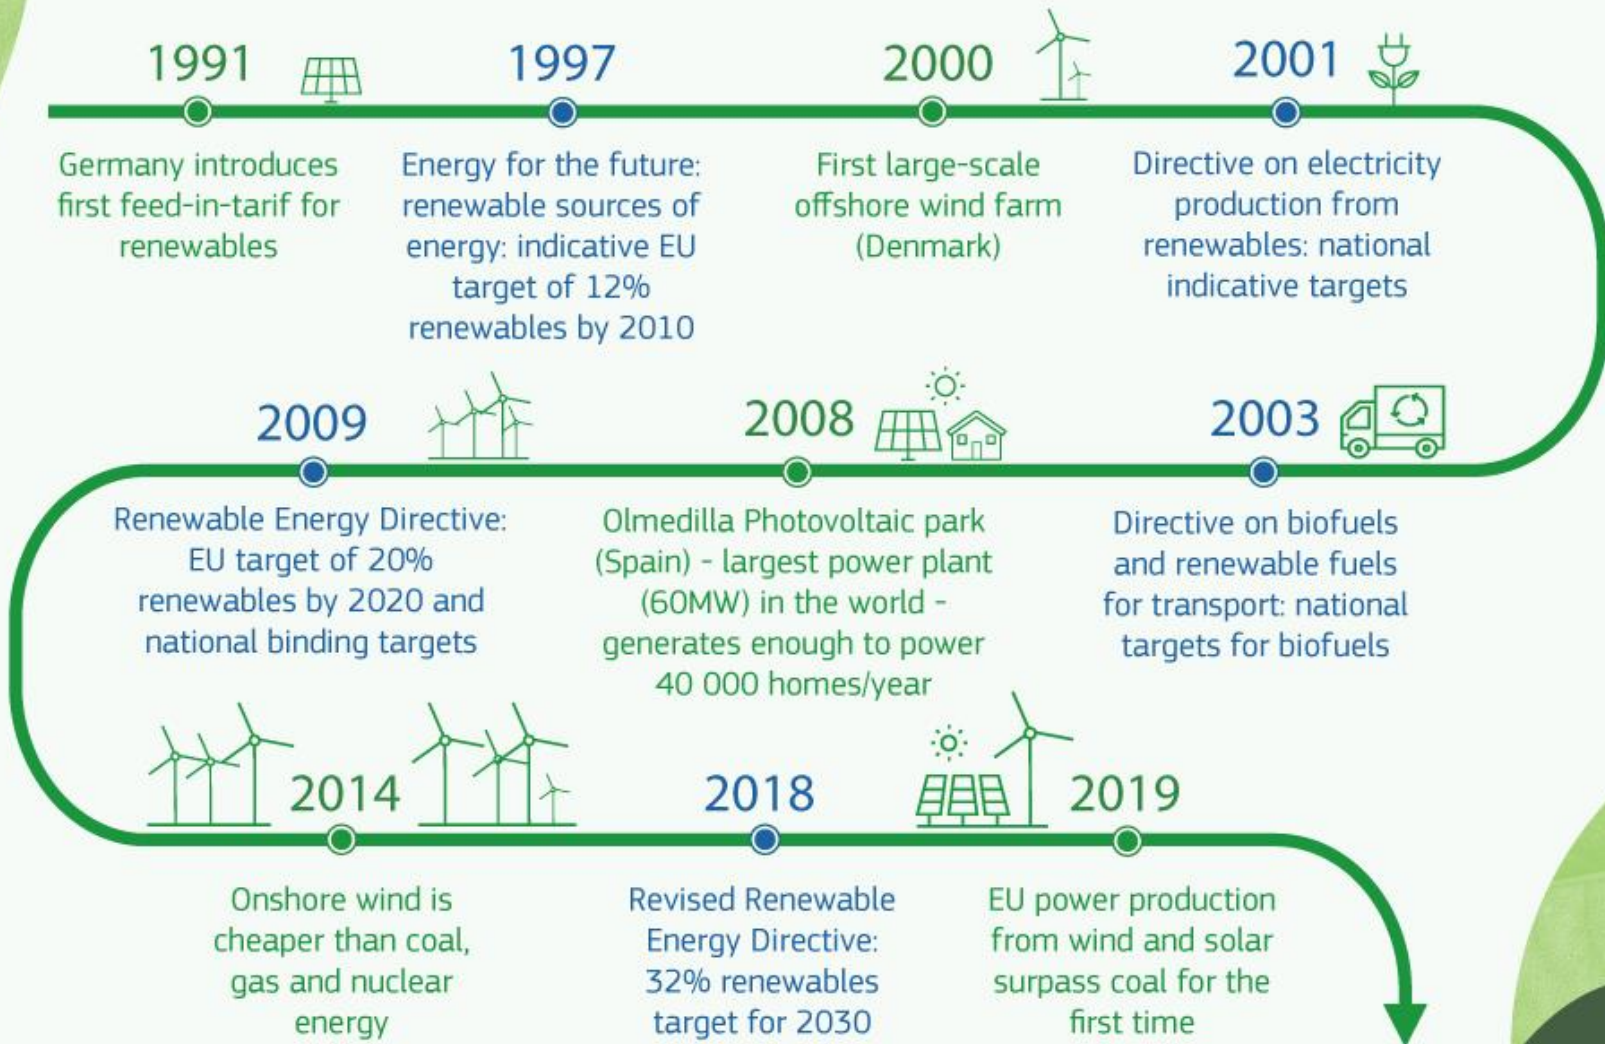 1991
Germany introduces
first feed-in-tarif for
renewables
1997
Energy for the future:
renewable sources of
energy: indicative EU
target of 12%
renewables by 2010
2000
First large-scale
offshore wind farm
(Denmark)
2001
Directive on electricity
production from
renewables: national
indicative targets
2003
Directive on biofuels
and renewable fuels
for transport: national
targets for biofuels
2008
Olmedilla Photovoltaic park
(Spain) - largest power plant
(60MW) in the world -
generates enough to power
40 000 homes/year
2009
Renewable Energy Directive:
EU target of 20%
renewables by 2020 and
national binding targets
2014
Onshore wind is
cheaper than coal,
gas and nuclear
energy
2018
Revised Renewable
Energy Directive:
32% renewables
target for 2030
2019
EU power production
from wind and solar
surpass coal for the
first time